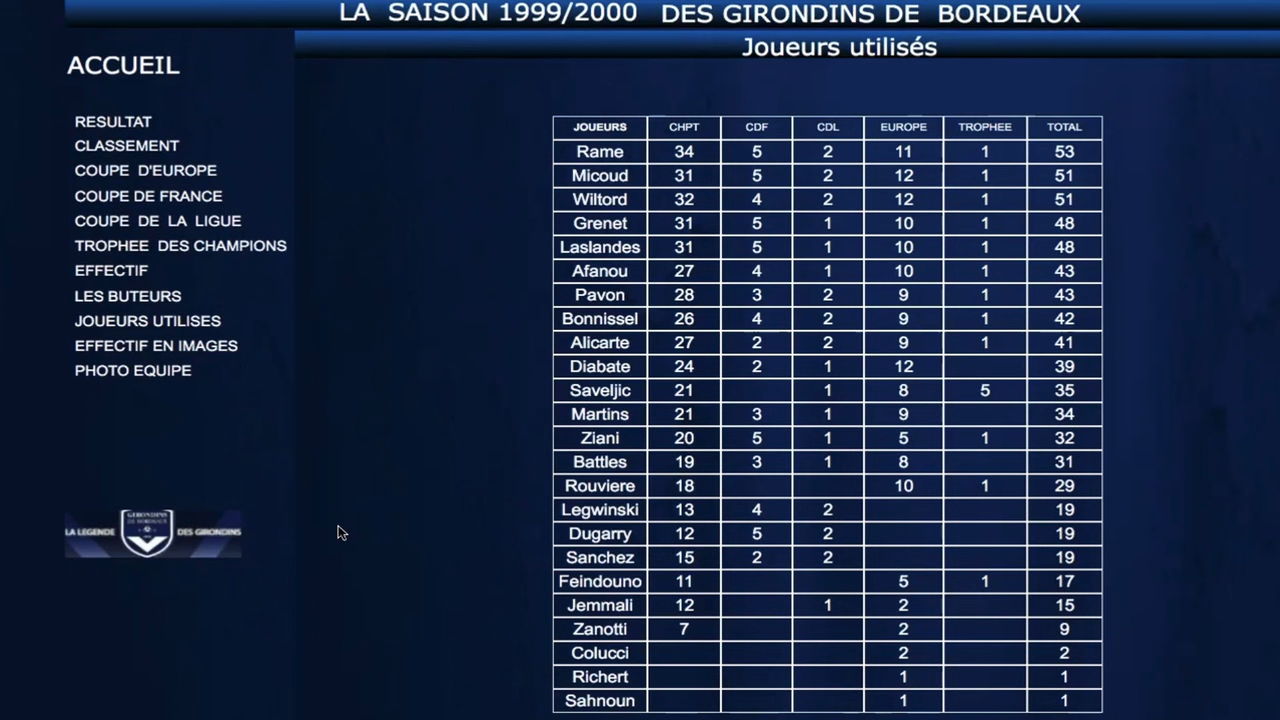 LA SAISON 1999/2000 DES GIRONDINS DE BORDEAUX
Joueurs utilisés
ACCUEIL
RESULTAT
CLASSEMENT
COUPE D'EUROPE
COUPE DE FRANCE
COUPE DE LA LIGUE
TROPHEE DES CHAMPIONS
EFFECTIF
LES BUTEURS
JOUEURS UTILISES
EFFECTIF EN IMAGES
PHOTO EQUIPE
GIRONDINS
DE BORDEAUX
LA LEGENDE DES GIRONDINS
JOUEURS CHPT CDF CDL EUROPE TROPHEE TOTAL
Rame 34 5 2 11 1 53
Micoud 31 5 2 12 1 51
Wiltord 32 4 2 12 1 51
Grenet 31 5 1 10 1 48
Laslandes 31 5 1 10 1 48
Afanou 27 4 1 10 1 43
Pavon 28 3 2 9 1 43
Bonnissel 26 4 2 9 1 42
Alicarte 27 2 2 9 1 41
Diabate 24 2 1 12 39
Saveljic 21 1 8 5 35
Martins 21 3 1 9 34
Ziani 20 5 1 5 1 32
Battles 19 3 1 8 31
Rouviere 18 10 1 29
Legwinski 13 4 2 19
Dugarry 12 5 2 19
Sanchez 15 2 2 19
Feindouno 11 5 1 17
Jemmali 12 1 2 15
Zanotti 7 2 9
Colucci 2 2
Richert 1 1
Sahnoun 1 1